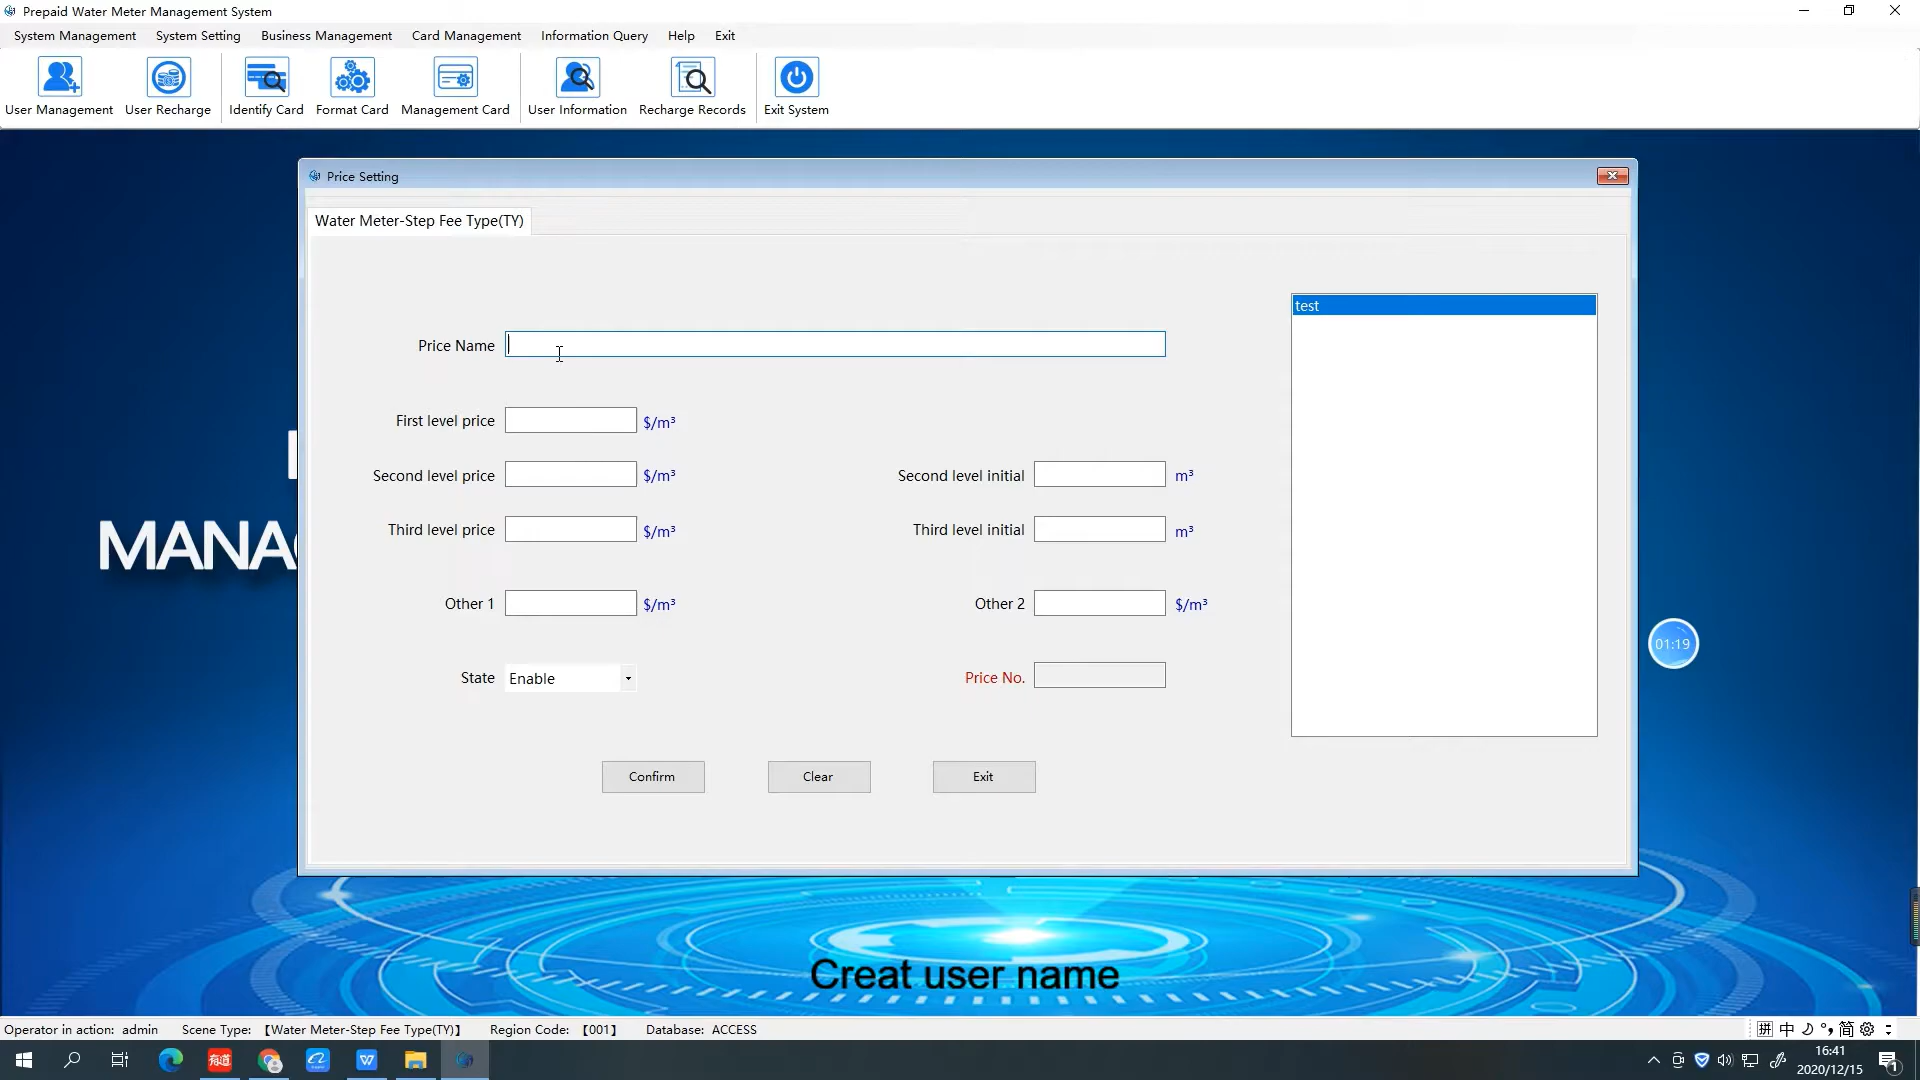 Prepaid Water Meter Management System
System Management System Setting Business Management Card Management Information Query Help Exit
User Management User Recharge Identify Card Format Card Management Card User Information Recharge Records Exit System
Price Setting
Water Meter-Step Fee Type(TY)
test
Price Name
First level price $/m³
Second level price $/m³ Second level initial m³
Third level price $/m³ Third level initial m³
Other 1 $/m³ Other 2 $/m³
State Enable Price No.
Confirm Clear Exit
MANA
01:19
Creat user name
Operator in action: admin Scene Type: 【Water Meter-Step Fee Type(TY)】 Region Code: 【001】 Database: ACCESS
拼 中 简
有道 W
16:41
2020/12/15
1